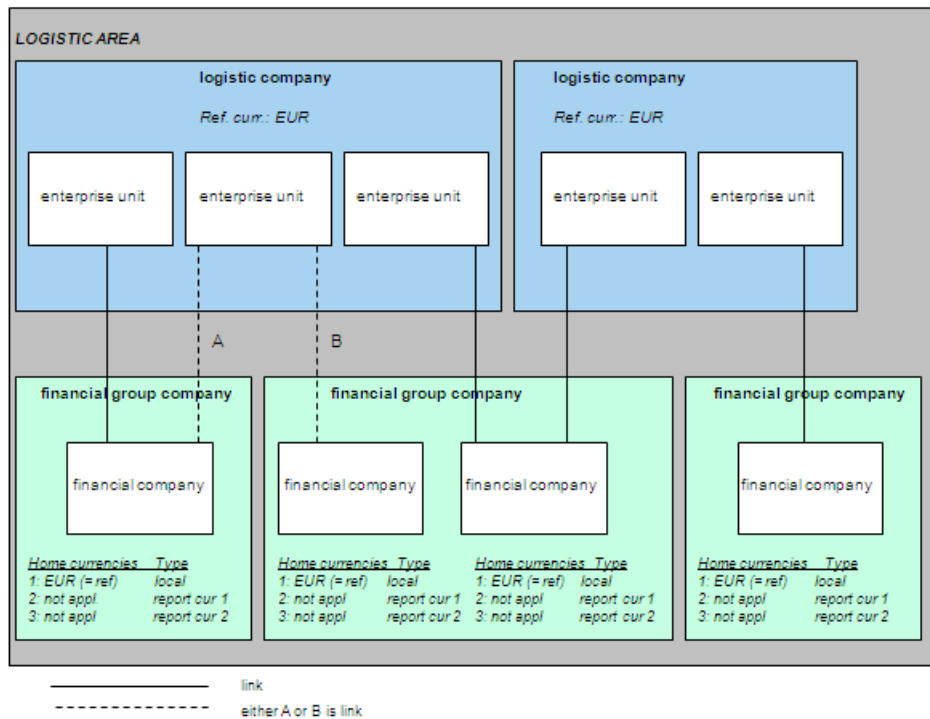 LOGISTIC AREA
logistic company
logistic company
Ref. curr.: EUR
Ref. curr.: EUR
enterprise unit
enterprise unit
enterprise unit
enterprise unit
enterprise unit
A
B
financial group company
financial group company
financial group company
financial company
financial company
financial company
financial company
Home currencies Type
1: EUR (= ref) local
2: not appl. report cur 1
3: not appl report cur 2
Home currencies Type
1: EUR (= ref) local
2: not appl report cur 1
3: not appl report cur 2
Home currencies Type
1: EUR (= ref) local
2: not appl report cur 1
3: not appl report cur 2
Home currencies Type
1: EUR (= ref) local
2: not appl report cur 1
3: not appl report cur 2
link
either A or B is link